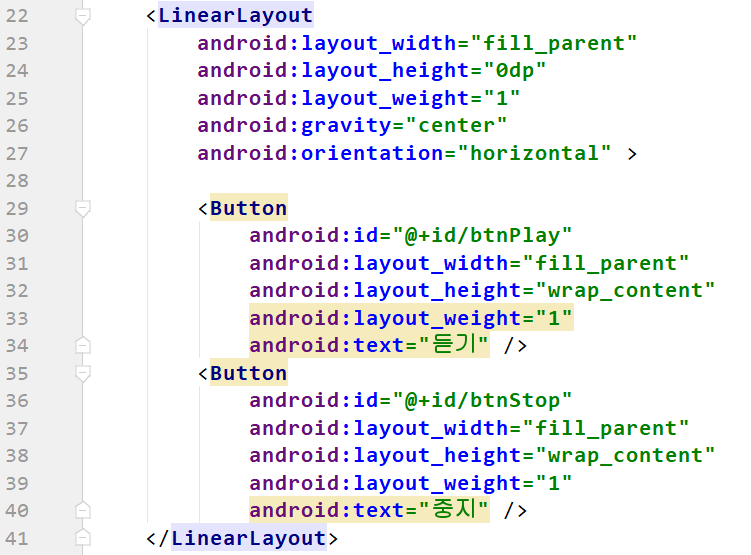 22 <LinearLayout
23 android:layout_width="fill_parent"
24 android:layout_height="0dp"
25 android:layout_weight="1"
26 android:gravity="center"
27 android:orientation="horizontal" >
28
29 <Button
30 android:id="@+id/btnPlay"
31 android:layout_width="fill_parent"
32 android:layout_height="wrap_content"
33 android:layout_weight="1"
34 android:text="듣기" />
35 <Button
36 android:id="@+id/btnStop"
37 android:layout_width="fill_parent"
38 android:layout_height="wrap_content"
39 android:layout_weight="1"
40 android:text="중지" />
41 </LinearLayout>